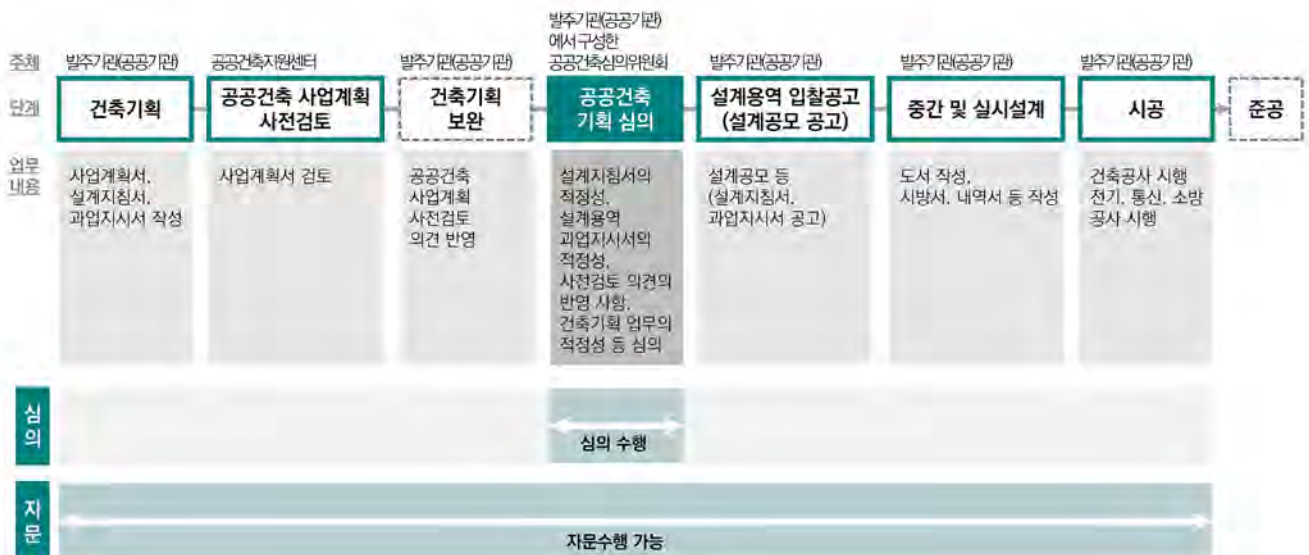 발주기관(공공기관)
에서 구성한
주체 발주기관(공공기관) 공공건축지원센터 발주기관(공공기관) 공공건축심의위원회 발주기관(공공기관) 발주기관(공공기관) 발주기관(공공기관)
단계
건축기획
공공건축 사업계획
사전검토
건축기획
보완
공공건축
기획 심의
설계용역 입찰공고
(설계공모 공고)
중간 및 실시설계
시공
준공
업무
내용
사업계획서,
설계지침서,
과업지시서 작성
사업계획서 검토
공공건축
사업계획
사전검토
의견 반영
설계지침서의
적정성,
설계용역
과업지시서의
적정성,
사전검토 의견의
반영 사항,
건축기획 업무의
적정성 등 심의
설계공모 등
(설계지침서,
과업지시서 공고)
도서 작성,
시방서, 내역서 등 작성
건축공사 시행
전기, 통신, 소방
공사 시행
심의
심의 수행
자문
자문수행 가능